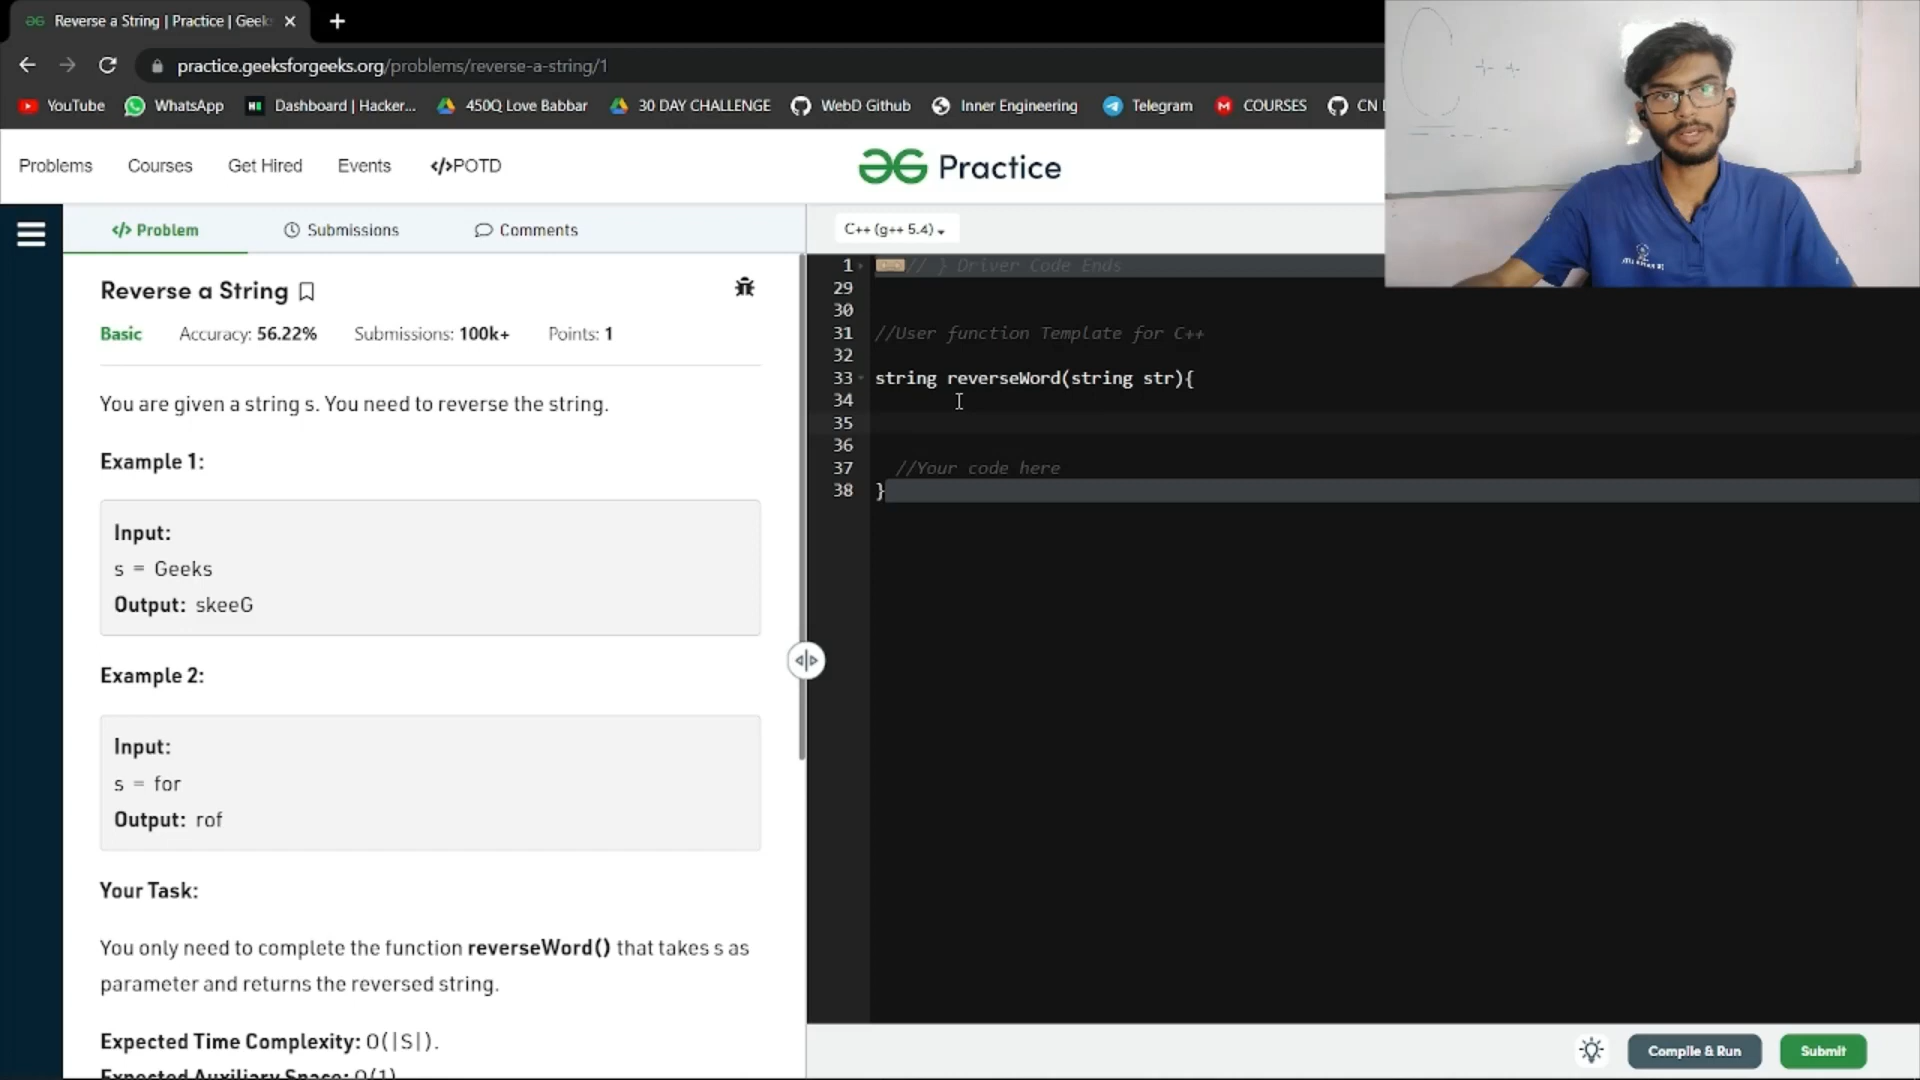 Reverse a String | Practice | Geek
practice.geeksforgeeks.org/problems/reverse-a-string/1
YouTube WhatsApp Dashboard | Hacker... 450Q Love Babbar 30 DAY CHALLENGE WebD Github Inner Engineering Telegram COURSES CN
C++
Problems Courses Get Hired Events </>POTD
Practice
</> Problem Submissions Comments
C++ (g++ 5.4)
Reverse a String
Basic Accuracy: 56.22% Submissions: 100k+ Points: 1
You are given a string s. You need to reverse the string.
Example 1:
Input:
s = Geeks
Output: skeeG
Example 2:
Input:
s = for
Output: rof
Your Task:
You only need to complete the function reverseWord() that takes s as
parameter and returns the reversed string.
Expected Time Complexity: O(|S|).
Expected Auxiliary Space: O(1)
1 // } Driver Code Ends
29
30
31 //User function Template for C++
32
33 string reverseWord(string str){
34
35
36
37 //Your code here
38 }
Compile & Run Submit